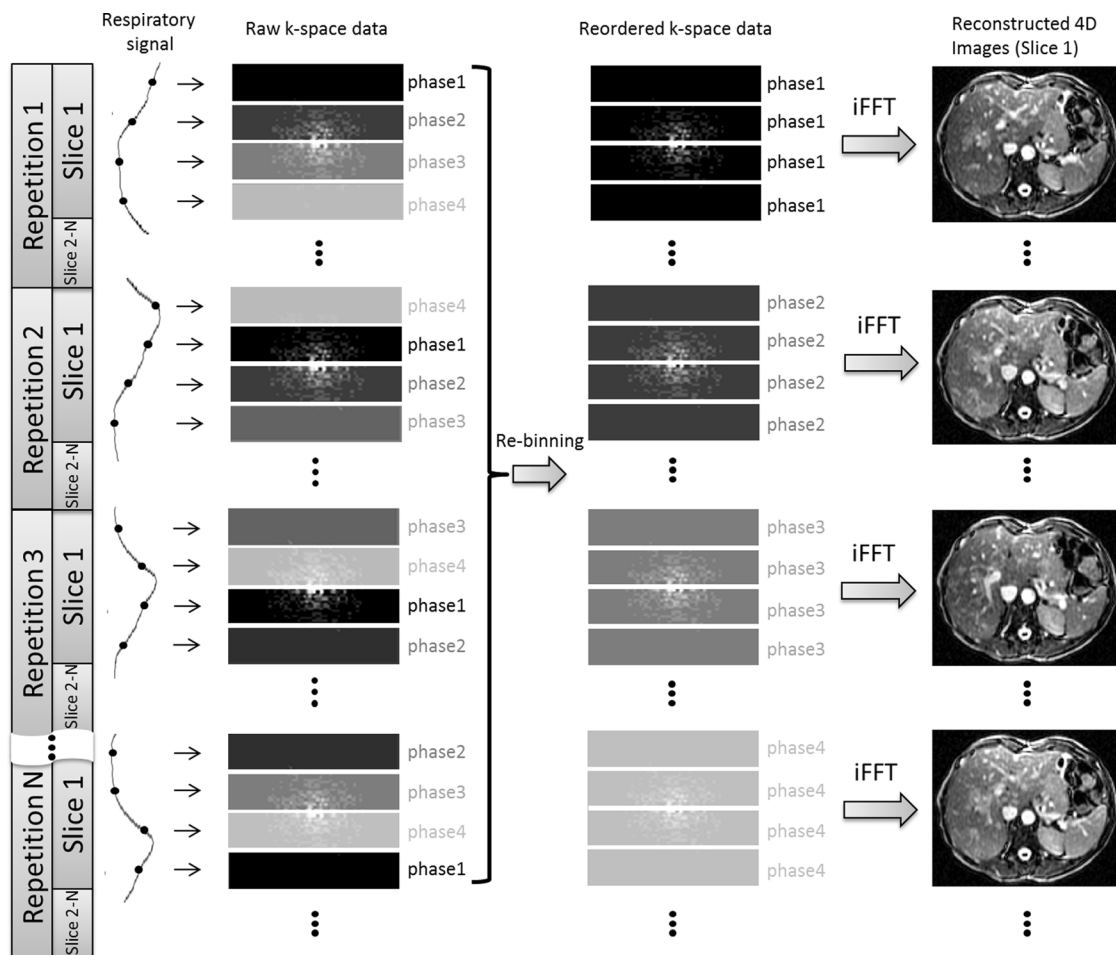 Respiratory
signal
Raw k-space data
Reordered k-space data
Reconstructed 4D
Images (Slice 1)
Repetition 1
Slice 1
Slice 2-N
phase1
phase2
phase3
phase4
phase1
phase1
phase1
phase1
iFFT
Repetition 2
Slice 1
Slice 2-N
phase4
phase1
phase2
phase3
Re-binning
phase2
phase2
phase2
phase2
iFFT
Repetition 3
Slice 1
Slice 2-N
phase3
phase4
phase1
phase2
phase3
phase3
phase3
phase3
iFFT
Repetition N
Slice 1
Slice 2-N
phase2
phase3
phase4
phase1
phase4
phase4
phase4
phase4
iFFT